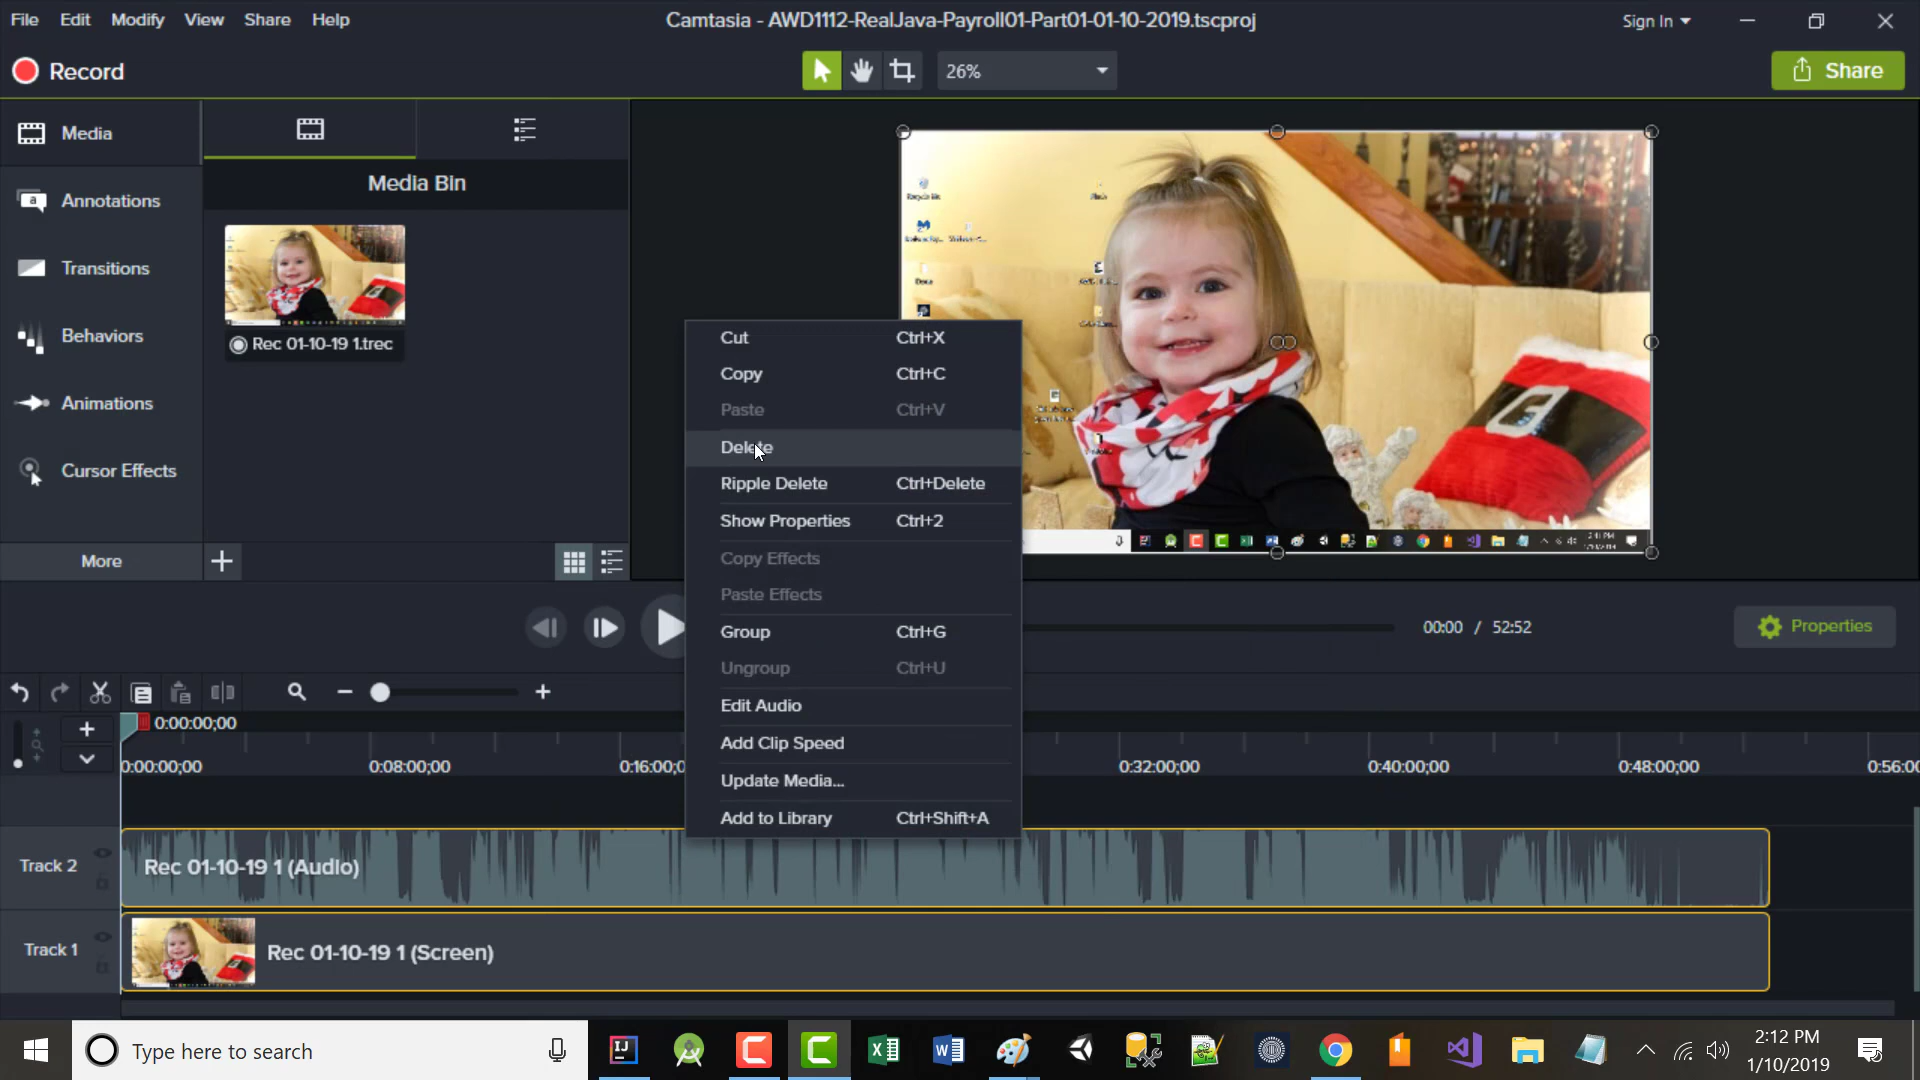 File Edit Modify View Share Help
Camtasia - AWD1112-RealJava-Payroll01-Part01-01-10-2019.tscproj
Sign In
Record
26%
Share
Media
Annotations
Transitions
Behaviors
Animations
Cursor Effects
More
Media Bin
Rec 01-10-19 1.trec
Cut Ctrl+X
Copy Ctrl+C
Paste Ctrl+V
Delete
Ripple Delete Ctrl+Delete
Show Properties Ctrl+2
Copy Effects
Paste Effects
Group Ctrl+G
Ungroup Ctrl+U
Edit Audio
Add Clip Speed
Update Media...
Add to Library Ctrl+Shift+A
00:00 / 52:52
Properties
0:00:00;00
0:00:00;00 0:08:00;00 0:16:00;0 0:32:00;00 0:40:00;00 0:48:00;00 0:56:0
Track 2
Rec 01-10-19 1 (Audio)
Track 1
Rec 01-10-19 1 (Screen)
Type here to search
2:12 PM
1/10/2019